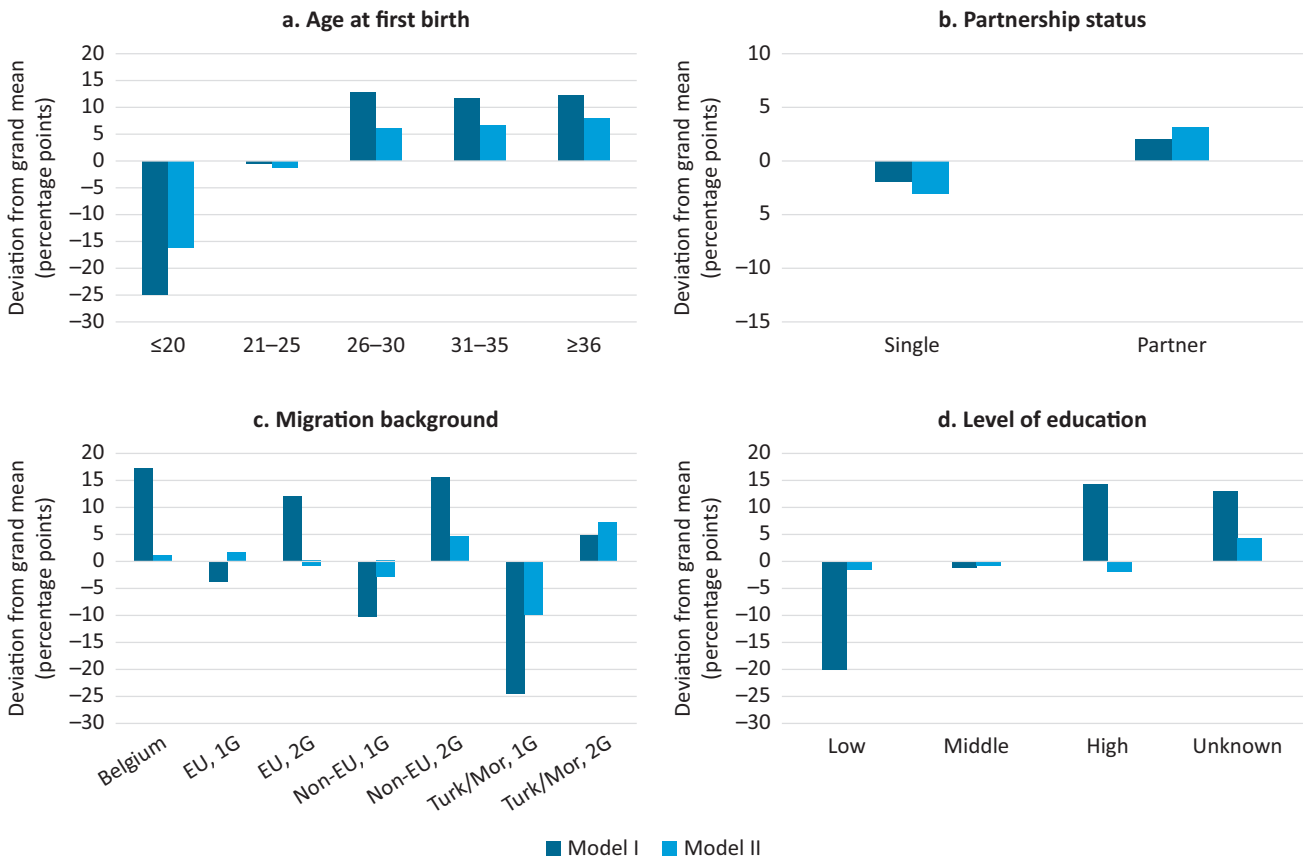 a. Age at first birth
Deviation from grand mean
(percentage points)
20
15
10
5
0
–5
–10
–15
–20
–25
–30
≤20 21–25 26–30 31–35 ≥36
b. Partnership status
Deviation from grand mean
(percentage points)
10
5
0
5
–10
–15
Single Partner
c. Migration background
Deviation from grand mean
(percentage points)
20
15
10
5
0
–5
–10
–15
–20
–25
–30
Belgium
EU, 1G
EU, 2G
Non-EU, 1G
Non-EU, 2G
Turk/Mor, 1G
Turk/Mor, 2G
d. Level of education
Deviation from grand mean
(percentage points)
20
15
10
5
0
–5
–10
–15
–20
–25
–30
Low Middle High Unknown
Model I Model II